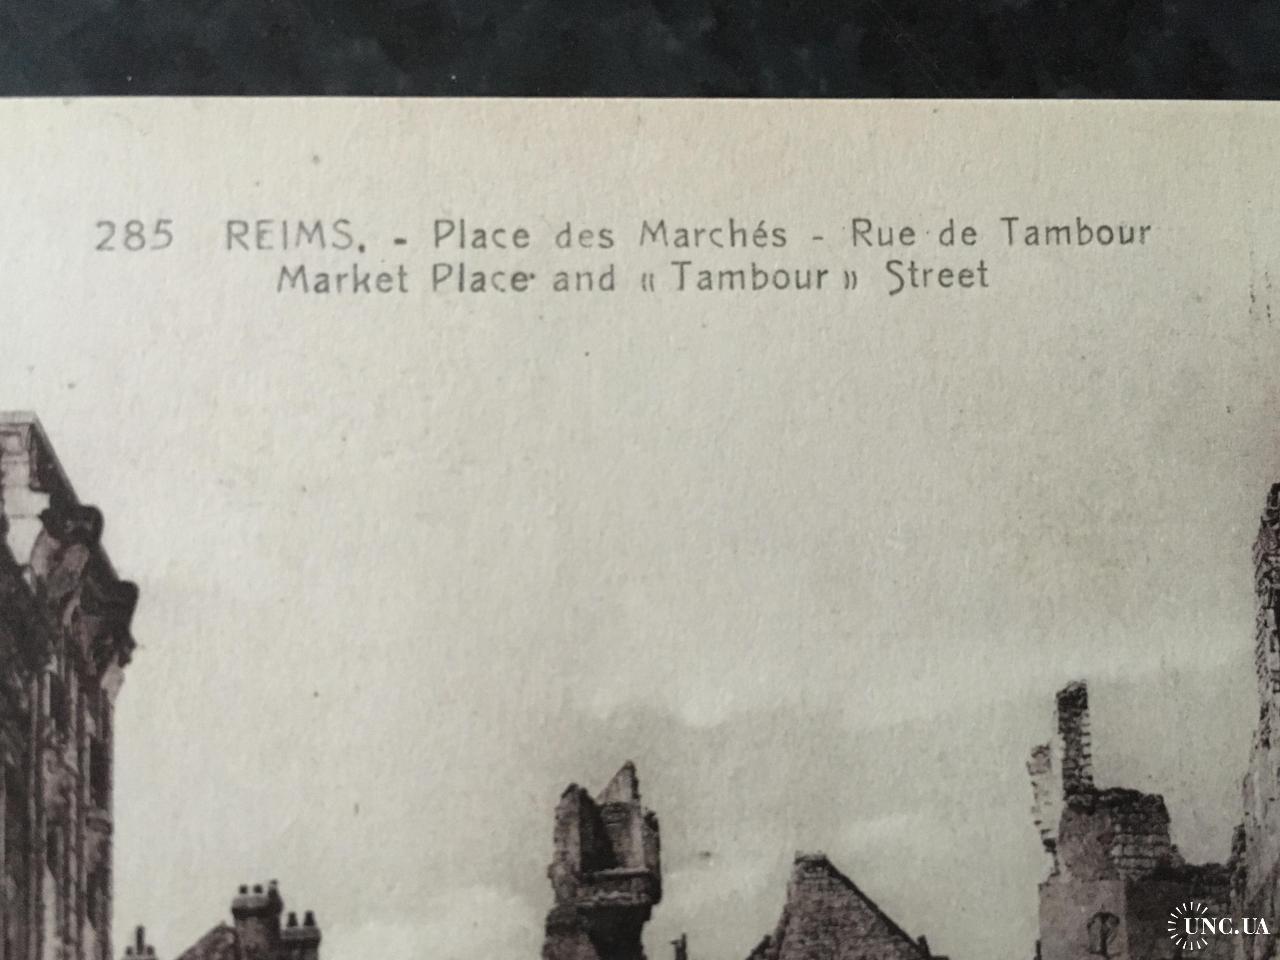 285 REIMS. - Place des Marchés - Rue de Tambour
Market Place and « Tambour » Street
UNC.UA